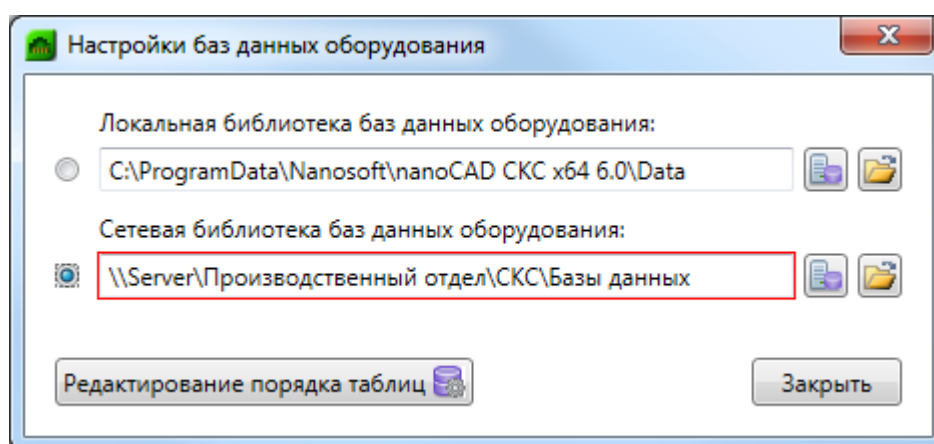 Настройки баз данных оборудования
Локальная библиотека баз данных оборудования:
C:\ProgramData\Nanosoft\nanoCAD СКС x64 6.0\Data
Сетевая библиотека баз данных оборудования:
\\Server\Производственный отдел\СКС\Базы данных
Редактирование порядка таблиц
Закрыть